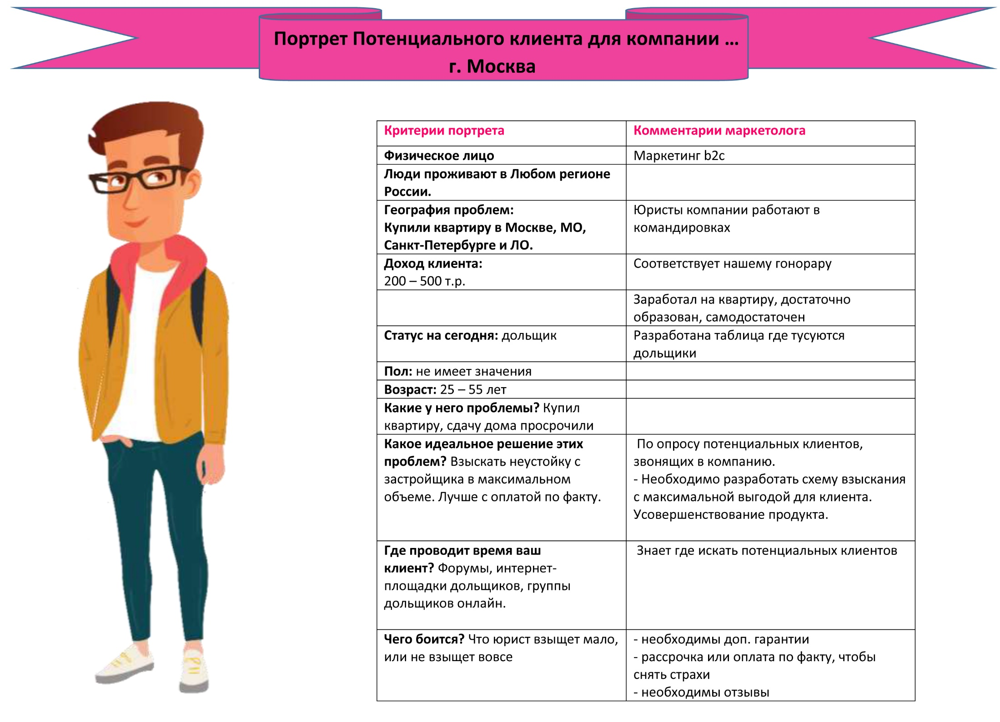 Портрет Потенциального клиента для компании ...
г. Москва
Критерии портрета
Комментарии маркетолога
Физическое лицо
Маркетинг b2c
Люди проживают в Любом регионе
России.
География проблем:
Купили квартиру в Москве, МО,
Санкт-Петербурге и ЛО.
Юристы компании работают в
командировках
Доход клиента:
200 – 500 т.р.
Соответствует нашему гонорару
Заработал на квартиру, достаточно
образован, самодостаточен
Статус на сегодня: дольщик
Разработана таблица где тусуются
дольщики
Пол: не имеет значения
Возраст: 25 – 55 лет
Какие у него проблемы? Купил
квартиру, сдачу дома просрочили
Какое идеальное решение этих
проблем? Взыскать неустойку с
застройщика в максимальном
объеме. Лучше с оплатой по факту.
По опросу потенциальных клиентов,
звонящих в компанию.
- Необходимо разработать схему взыскания
с максимальной выгодой для клиента.
Усовершенствование продукта.
Где проводит время ваш
клиент? Форумы, интернет-
площадки дольщиков, группы
дольщиков онлайн.
Знает где искать потенциальных клиентов
Чего боится? Что юрист взыщет мало,
или не взыщет вовсе
- необходимы доп. гарантии
- рассрочка или оплата по факту, чтобы
снять страхи
- необходимы отзывы